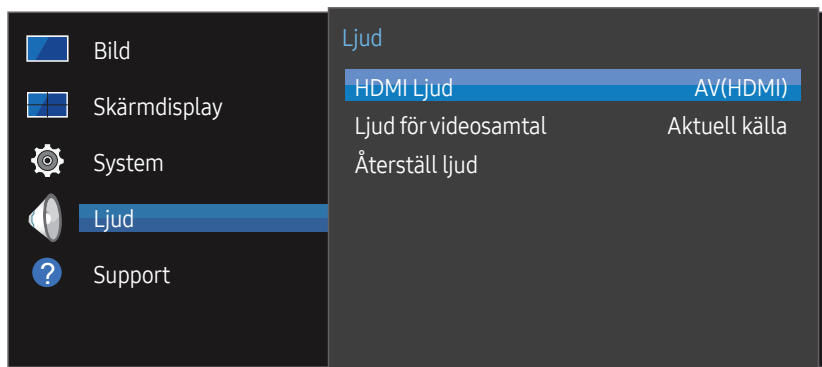 Bild
Skärmdisplay
System
Ljud
?
Support
Ljud
HDMI Ljud AV(HDMI)
Ljud för videosamtal Aktuell källa
Återställ ljud